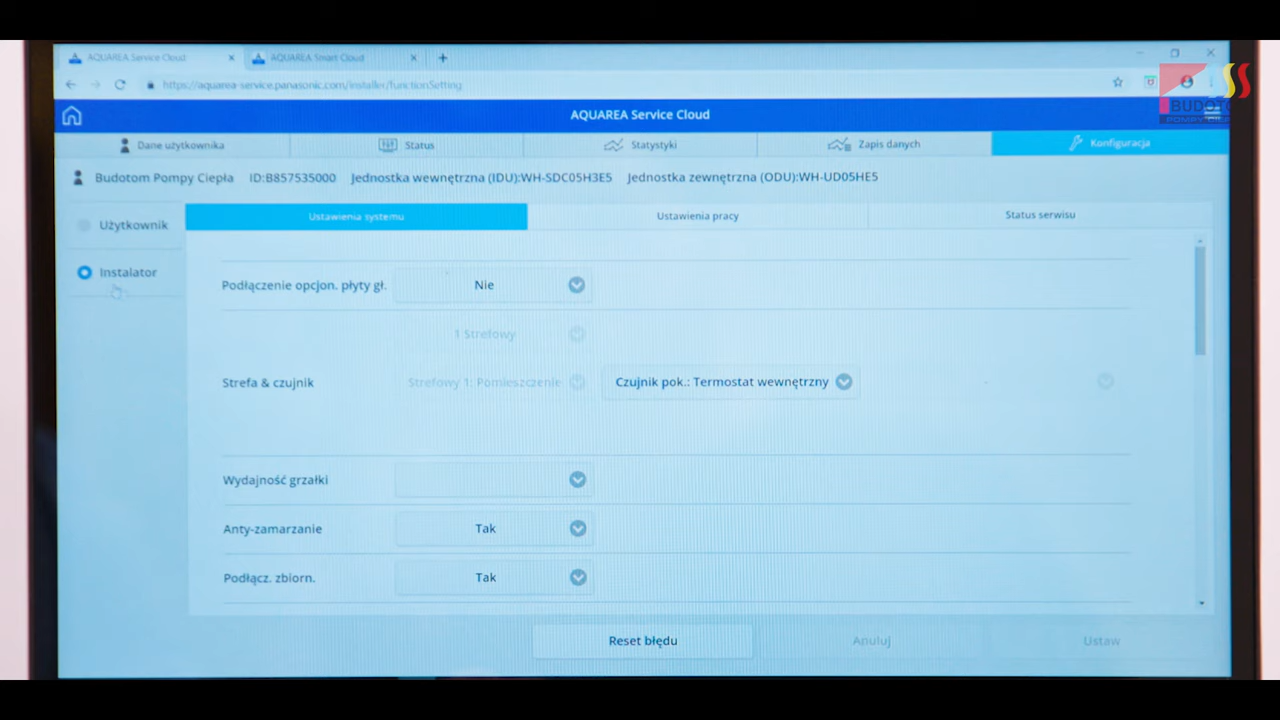 AQUAREA Service Cloud
AQUAREA Smart Cloud
https://aquarea-service.panasonic.com/installer/functionSetting
AQUAREA Service Cloud
Dane użytkownika
Status
Statystyki
Zapis danych
Konfiguracja
Budotom Pompy Ciepła ID:B857535000 Jednostka wewnętrzna (IDU):WH-SDC05H3E5 Jednostka zewnętrzna (ODU):WH-UD05HE5
Użytkownik
Instalator
Ustawienia systemu
Ustawienia pracy
Status serwisu
Podłączenie opcjon. płyty gł.
Nie
1 Strefowy
Strefa & czujnik
Strefowy 1: Pomieszczenie
Czujnik pok.: Termostat wewnętrzny
Wydajność grzałki
Anty-zamarzanie
Tak
Podłącz. zbiorn.
Tak
Reset błędu
Anuluj
Ustaw